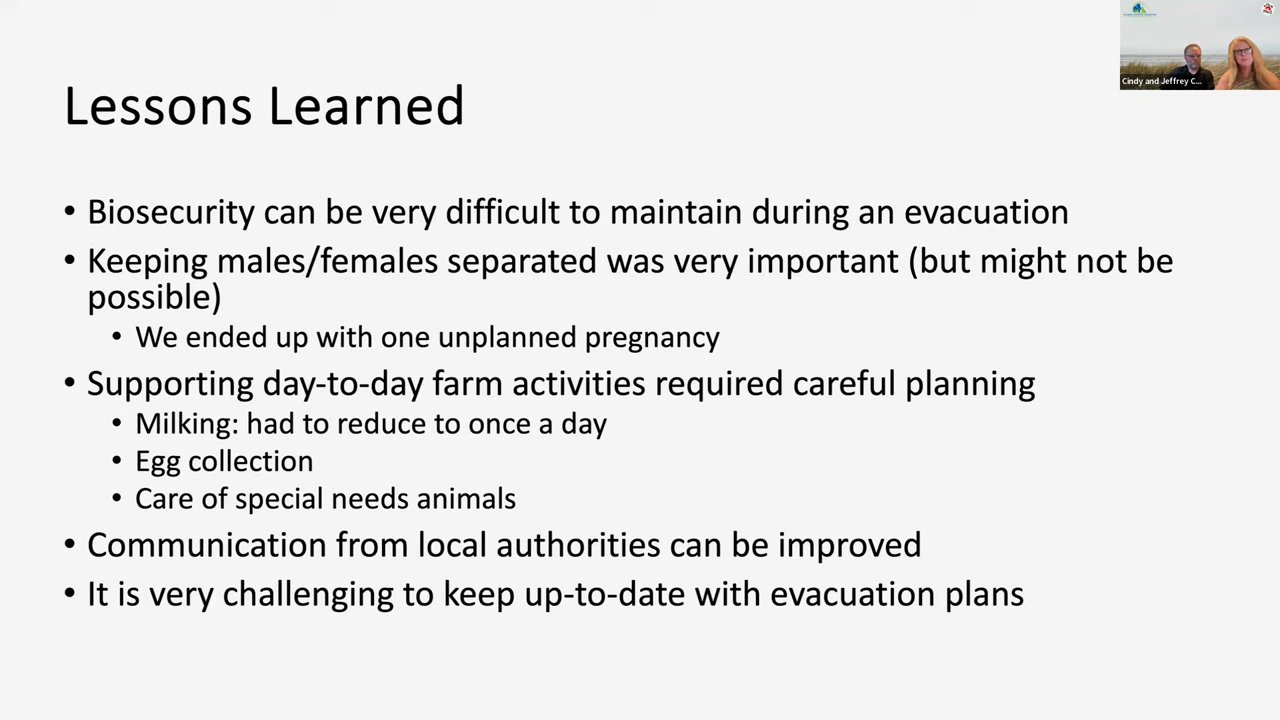 Cindy and Jeffrey C...
Lessons Learned
• Biosecurity can be very difficult to maintain during an evacuation
• Keeping males/females separated was very important (but might not be
possible)
• We ended up with one unplanned pregnancy
• Supporting day-to-day farm activities required careful planning
• Milking: had to reduce to once a day
• Egg collection
• Care of special needs animals
• Communication from local authorities can be improved
• It is very challenging to keep up-to-date with evacuation plans